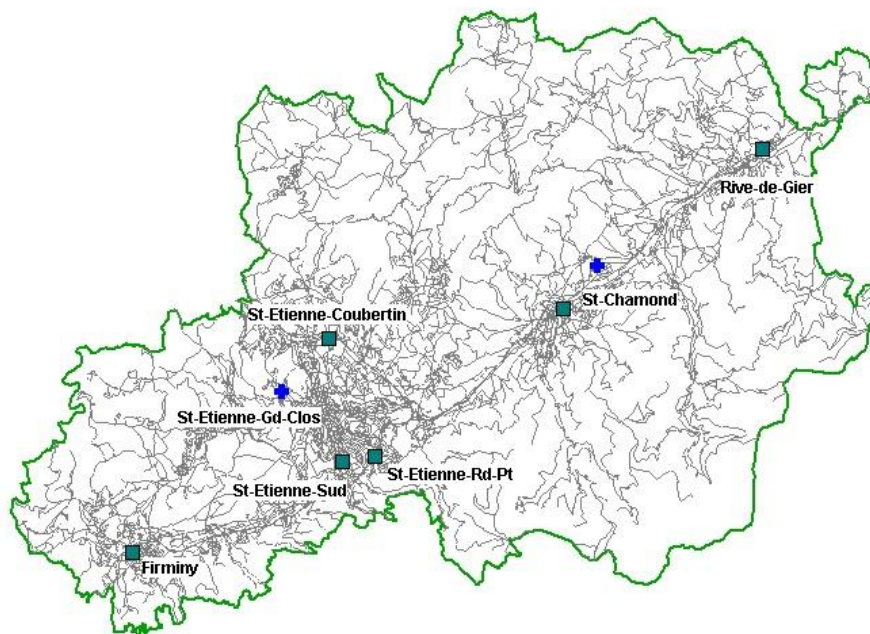 Rive-de-Gier
St-Chamond
St-Etienne-Coubertin
St-Etienne-Gd-Clos
St-Etienne-Rd-Pt
St-Etienne-Sud
Firminy